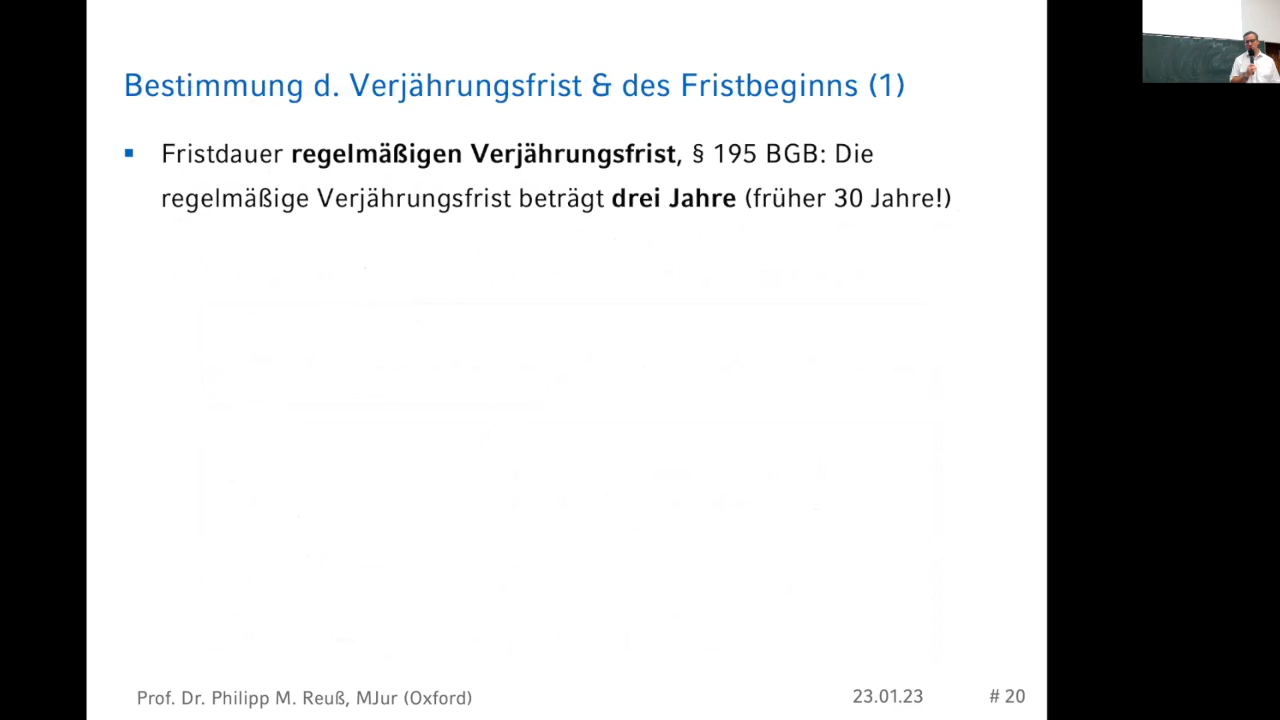 Bestimmung d. Verjährungsfrist & des Fristbeginns (1)
▪ Fristdauer regelmäßigen Verjährungsfrist, § 195 BGB: Die
regelmäßige Verjährungsfrist beträgt drei Jahre (früher 30 Jahre!)
Prof. Dr. Philipp M. Reuß, MJur (Oxford) 23.01.23 # 20